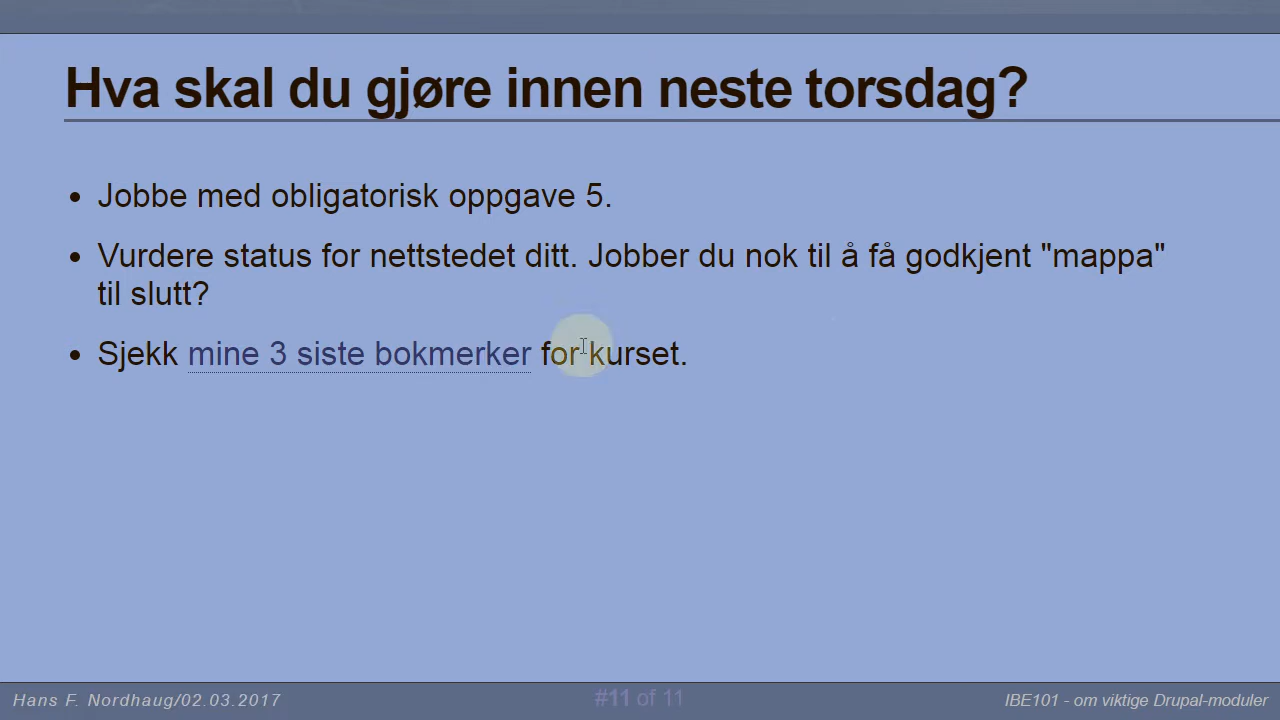 Hva skal du gjøre innen neste torsdag?
Jobbe med obligatorisk oppgave 5.
Vurdere status for nettstedet ditt. Jobber du nok til å få godkjent "mappa"
til slutt?
Sjekk mine 3 siste bokmerker for kurset.
Hans F. Nordhaug/02.03.2017
#11 of 11
IBE101 - om viktige Drupal-moduler